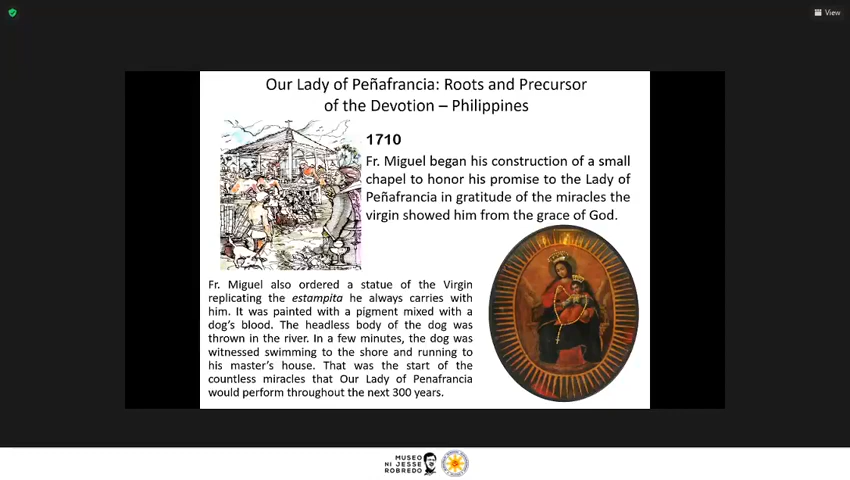 View
Our Lady of Peñafrancia: Roots and Precursor
of the Devotion – Philippines
1710
Fr. Miguel began his construction of a small
chapel to honor his promise to the Lady of
Peñafrancia in gratitude of the miracles the
virgin showed him from the grace of God.
Fr. Miguel also ordered a statue of the Virgin
replicating the estampita he always carries with
him. It was painted with a pigment mixed with a
dog's blood. The headless body of the dog was
thrown in the river. In a few minutes, the dog was
witnessed swimming to the shore and running to
his master's house. That was the start of the
countless miracles that Our Lady of Penafrancia
would perform throughout the next 300 years.
MUSEO
NI JESSE
ROBREDO